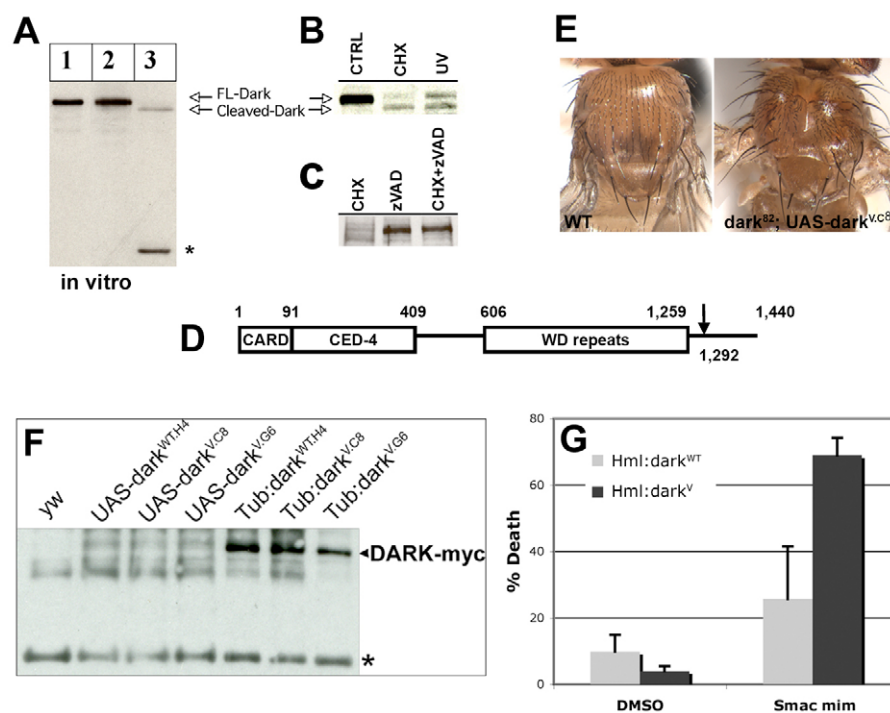 A
1 2 3
FL-Dark
Cleaved-Dark
*
in vitro
B
CTRL CHX UV
C
CHX zVAD CHX+zVAD
E
WT
dark82; UAS-darkV.C8
D
1 91 409 606 1,259 1,440
CARD CED-4 WD repeats
1,292
F
yw UAS-darkWT.H4 UAS-darkV.C8 UAS-darkV.G6 Tub:darkWT.H4 Tub:darkV.C8 Tub:darkV.G6
DARK-myc
*
G
Hml:darkWT
Hml:darkV
% Death
80
60
40
20
0
DMSO Smac mim